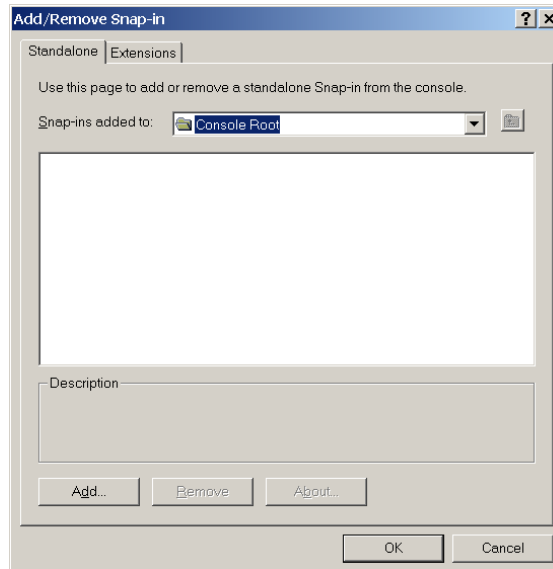 Add/Remove Snap-in
Standalone Extensions
Use this page to add or remove a standalone Snap-in from the console.
Snap-ins added to: Console Root
Description
Add... Remove About...
OK Cancel